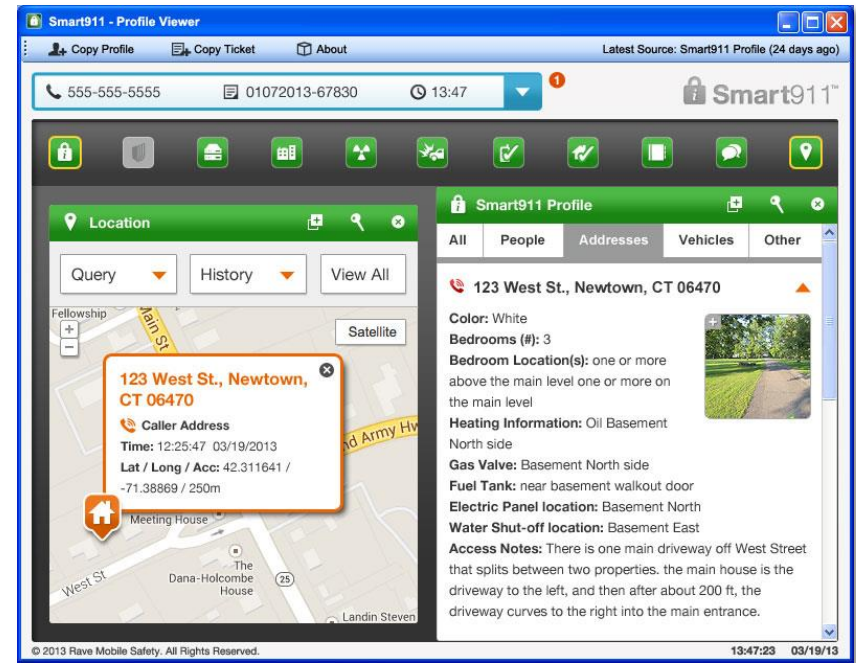 Smart911 - Profile Viewer
Copy Profile Copy Ticket About Latest Source: Smart911 Profile (24 days ago)
555-555-5555 01072013-67830 13:47 1 Smart911™
Location
Query History View All
Fellowship
Main St
+
-
Satellite
123 West St., Newtown,
CT 06470
Caller Address
Time: 12:25:47 03/19/2013
Lat / Long / Acc: 42.311641 /
-71.38869 / 250m
nd Army Hw
Meeting House
West St
The
Dana-Holcombe
House
25
Landin Steven
Smart911 Profile
All People Addresses Vehicles Other
123 West St., Newtown, CT 06470
Color: White
Bedrooms (#): 3
Bedroom Location(s): one or more
above the main level one or more on
the main level
Heating Information: Oil Basement
North side
Gas Valve: Basement North side
Fuel Tank: near basement walkout door
Electric Panel location: Basement North
Water Shut-off location: Basement East
Access Notes: There is one main driveway off West Street
that splits between two properties. the main house is the
driveway to the left, and then after about 200 ft, the
driveway curves to the right into the main entrance.
© 2013 Rave Mobile Safety. All Rights Reserved. 13:47:23 03/19/13